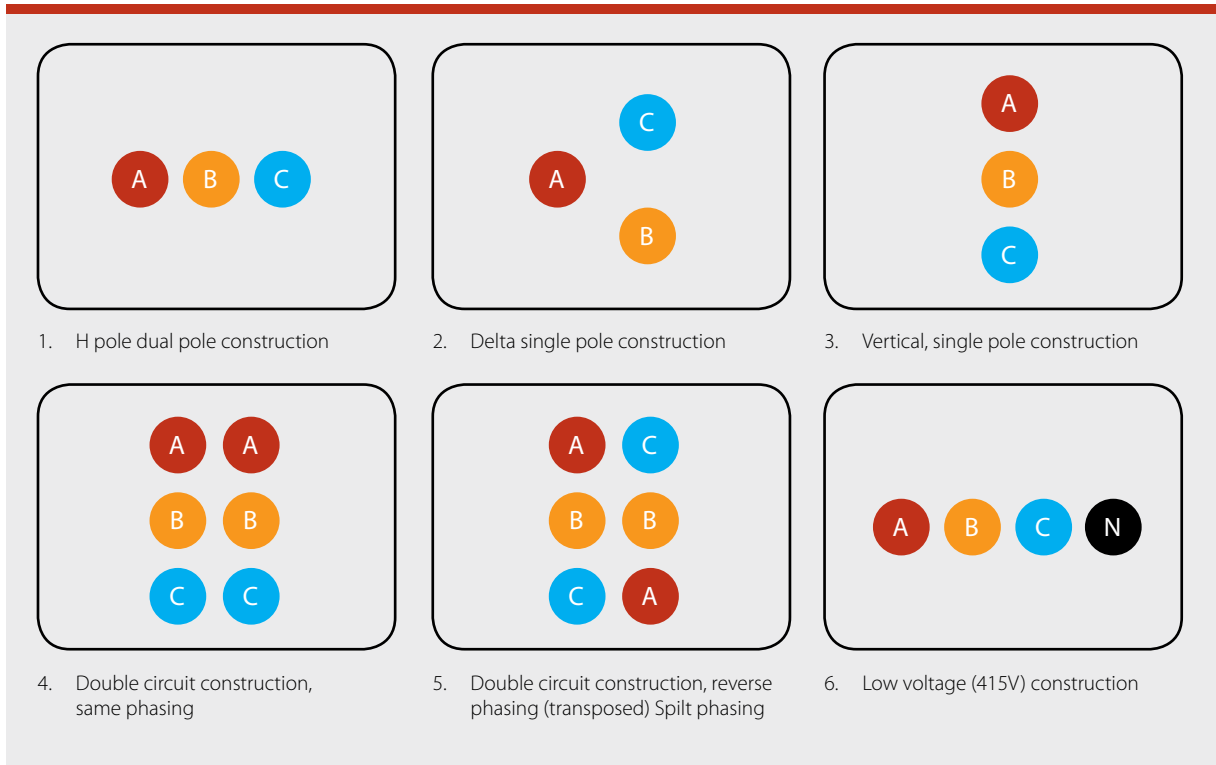 A B C
C
A
B
A
B
C
1. H pole dual pole construction
2. Delta single pole construction
3. Vertical, single pole construction
A A
B B
C C
A C
B B
C A
A B C N
4. Double circuit construction,
same phasing
5. Double circuit construction, reverse
phasing (transposed) Spilt phasing
6. Low voltage (415V) construction